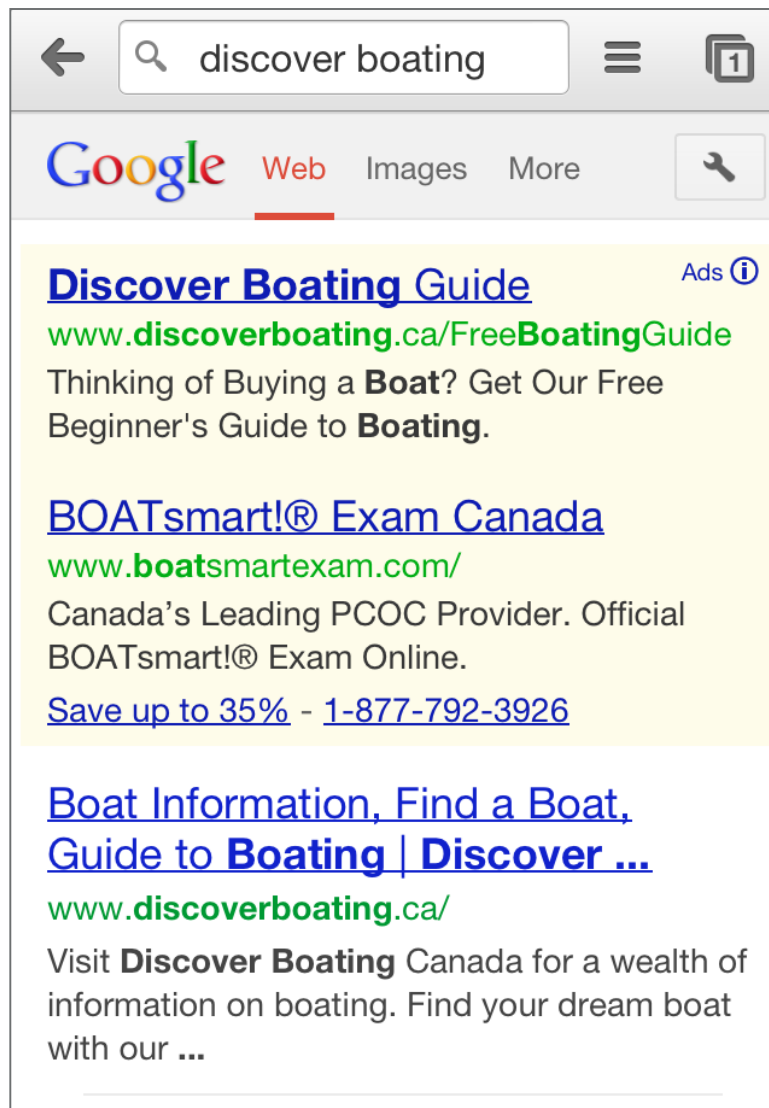 discover boating
1
Google Web Images More
Discover Boating Guide
Ads i
www.discoverboating.ca/FreeBoatingGuide
Thinking of Buying a Boat? Get Our Free
Beginner's Guide to Boating.
BOATsmart!® Exam Canada
www.boatsmartexam.com/
Canada’s Leading PCOC Provider. Official
BOATsmart!® Exam Online.
Save up to 35% - 1-877-792-3926
Boat Information, Find a Boat,
Guide to Boating | Discover ...
www.discoverboating.ca/
Visit Discover Boating Canada for a wealth of
information on boating. Find your dream boat
with our ...